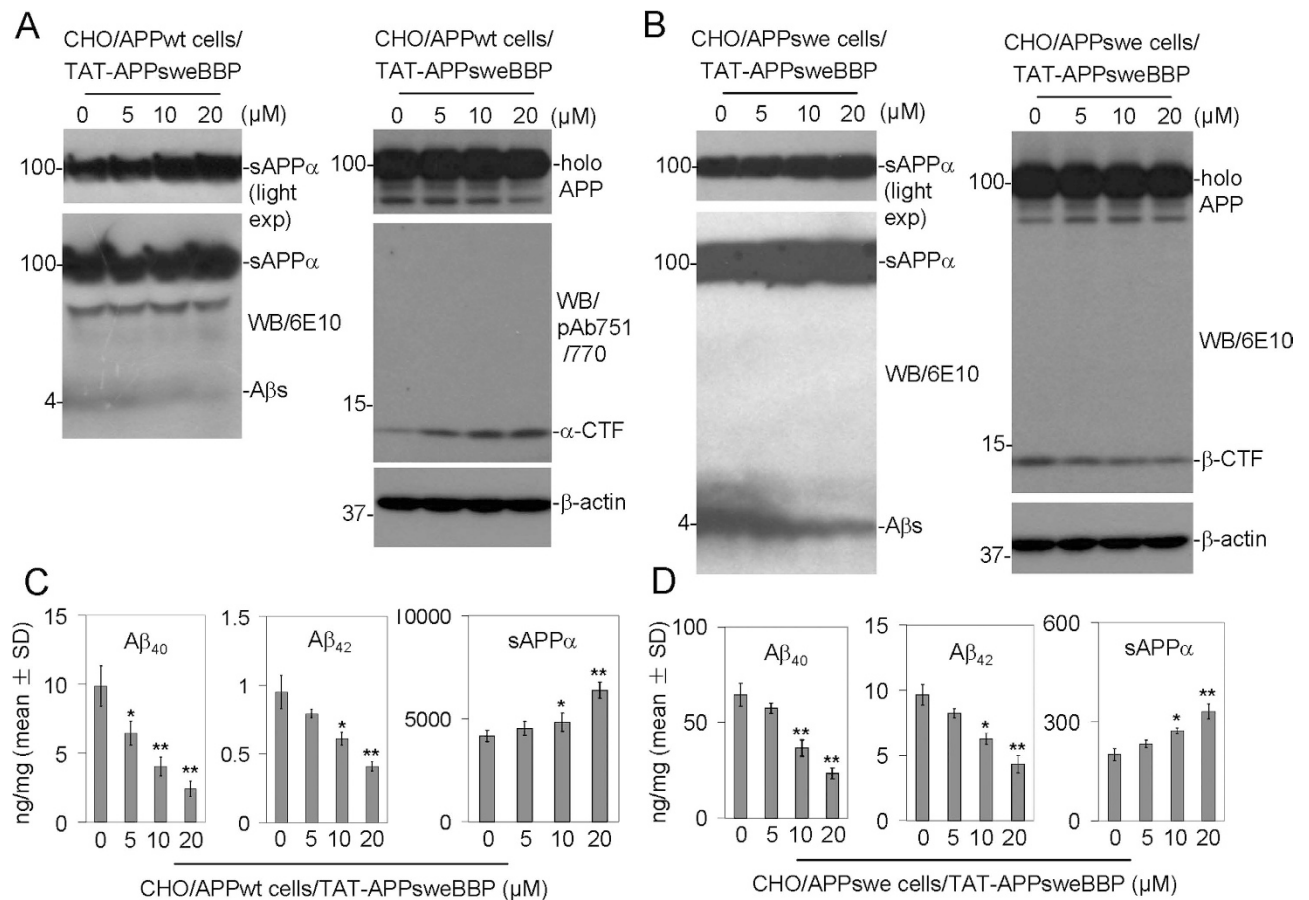 A
CHO/APPwt cells/
TAT-APPsweBBP
0 5 10 20 (µM)
100-
-sAPPα
(light
exp)
100-
-sAPPα
WB/6E10
4-
-Aβs
CHO/APPwt cells/
TAT-APPsweBBP
0 5 10 20
100-
-holo
APP
WB/
pAb751
/770
15
-α-CTF
-β-actin
37-
B
CHO/APPswe cells/
TAT-APPsweBBP
0 5 10 20 (µM)
100-
-sAPPα
(light
exp)
100-
-sAPPα
WB/6E10
4-
-Aβs
CHO/APPswe cells/
TAT-APPsweBBP
0 5 10 20
100-
-holo
APP
WB/6E10
15
-β-CTF
-β-actin
37-
C
ng/mg (mean ± SD)
15
10
5
0
Aβ40
* ** **
0 5 10 20
1.5
1
0.5
0
Aβ42
* **
0 5 10 20
10000
5000
0
sAPPα
* **
0 5 10 20
CHO/APPwt cells/TAT-APPsweBBP (µM)
D
ng/mg (mean ± SD)
100
50
0
Aβ40
** **
0 5 10 20
15
10
5
0
Aβ42
* **
0 5 10 20
600
300
0
sAPPα
* **
0 5 10 20
CHO/APPswe cells/TAT-APPsweBBP (µM)